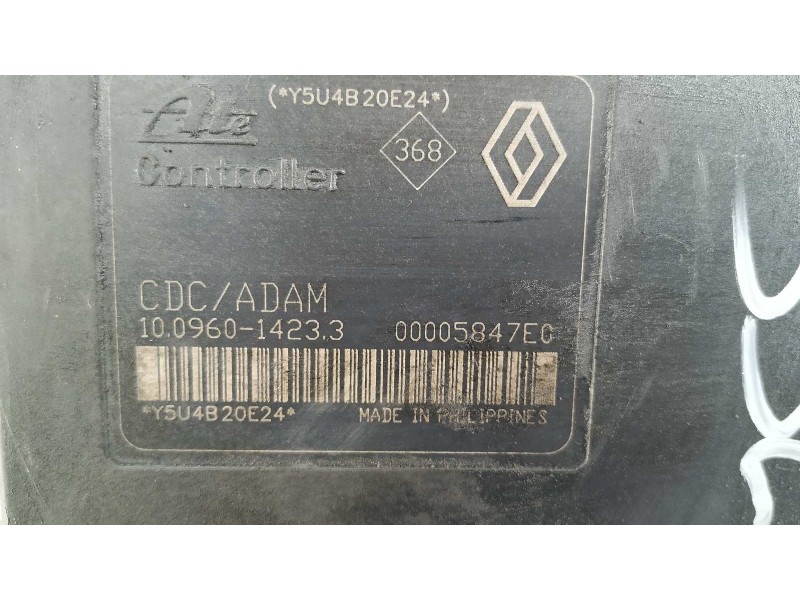 (*Y5U4B20E24*)
Ate
368
Controller
CDC/ADAM
10.0960-1423.3 00005847E0
*Y5U4B20E24* MADE IN PHILIPPINES